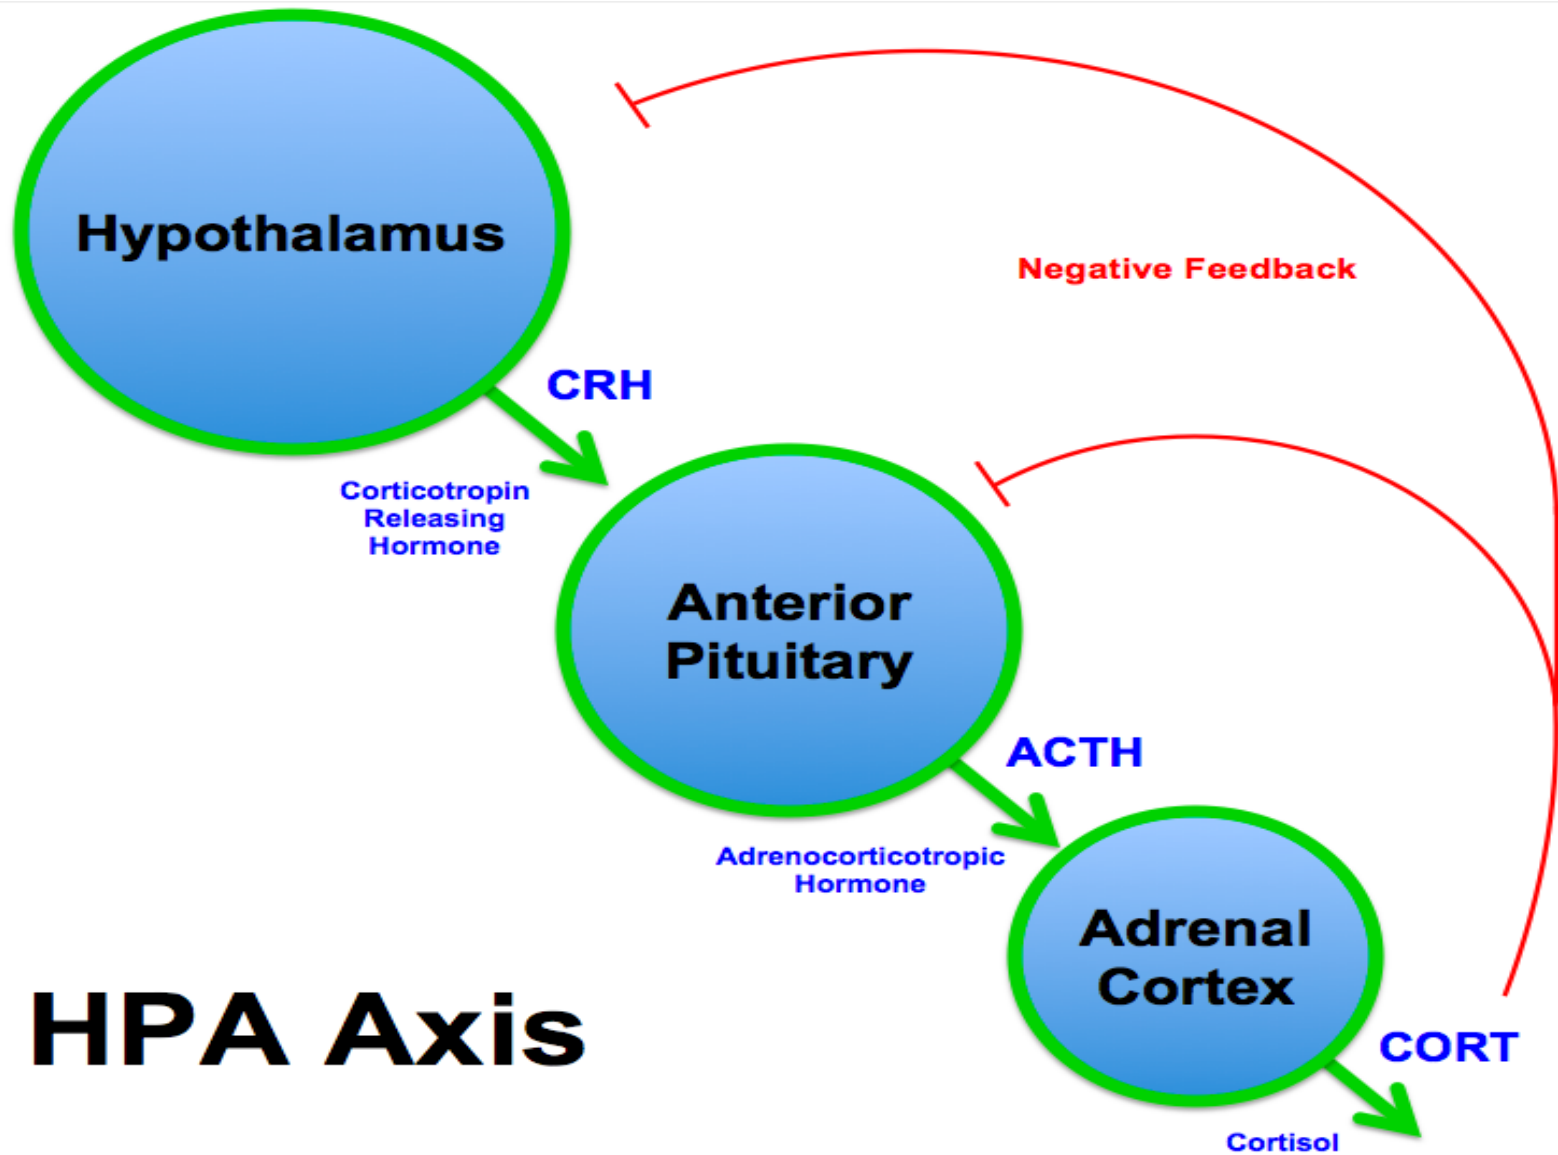 Hypothalamus
Negative Feedback
CRH
Corticotropin
Releasing
Hormone
Anterior
Pituitary
ACTH
Adrenocorticotropic
Hormone
Adrenal
Cortex
HPA Axis
CORT
Cortisol